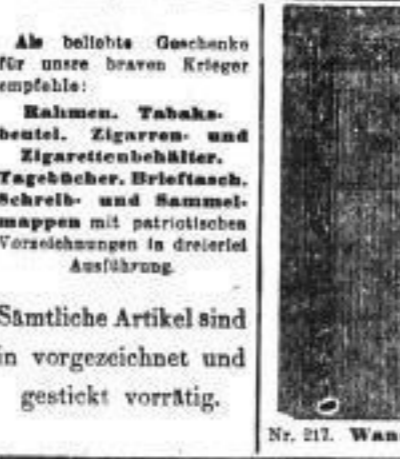 Als beliebte Geschenke
für unsre braven Krieger
empfehle:
Rahmen. Tabaks-
beutel. Zigarren- und
Zigarettenbehälter.
Tagebücher. Brieftasch.
Schreib- und Sammel-
mappen mit patriotischen
Vorzeichnungen in dreierlei
Ausführung.
Sämtliche Artikel sind
in vorgezeichnet und
gestickt vorrätig.
Nr. 217. Wan